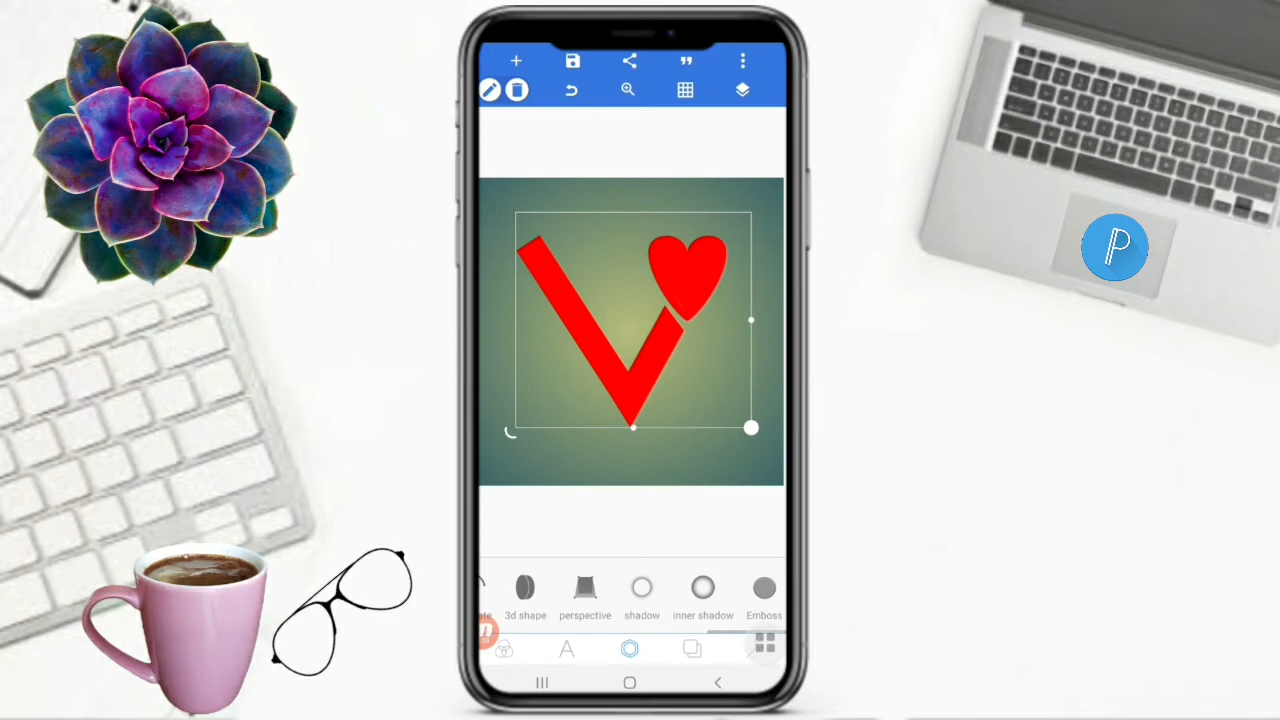 V
3d shape
perspective
shadow
inner shadow
Emboss